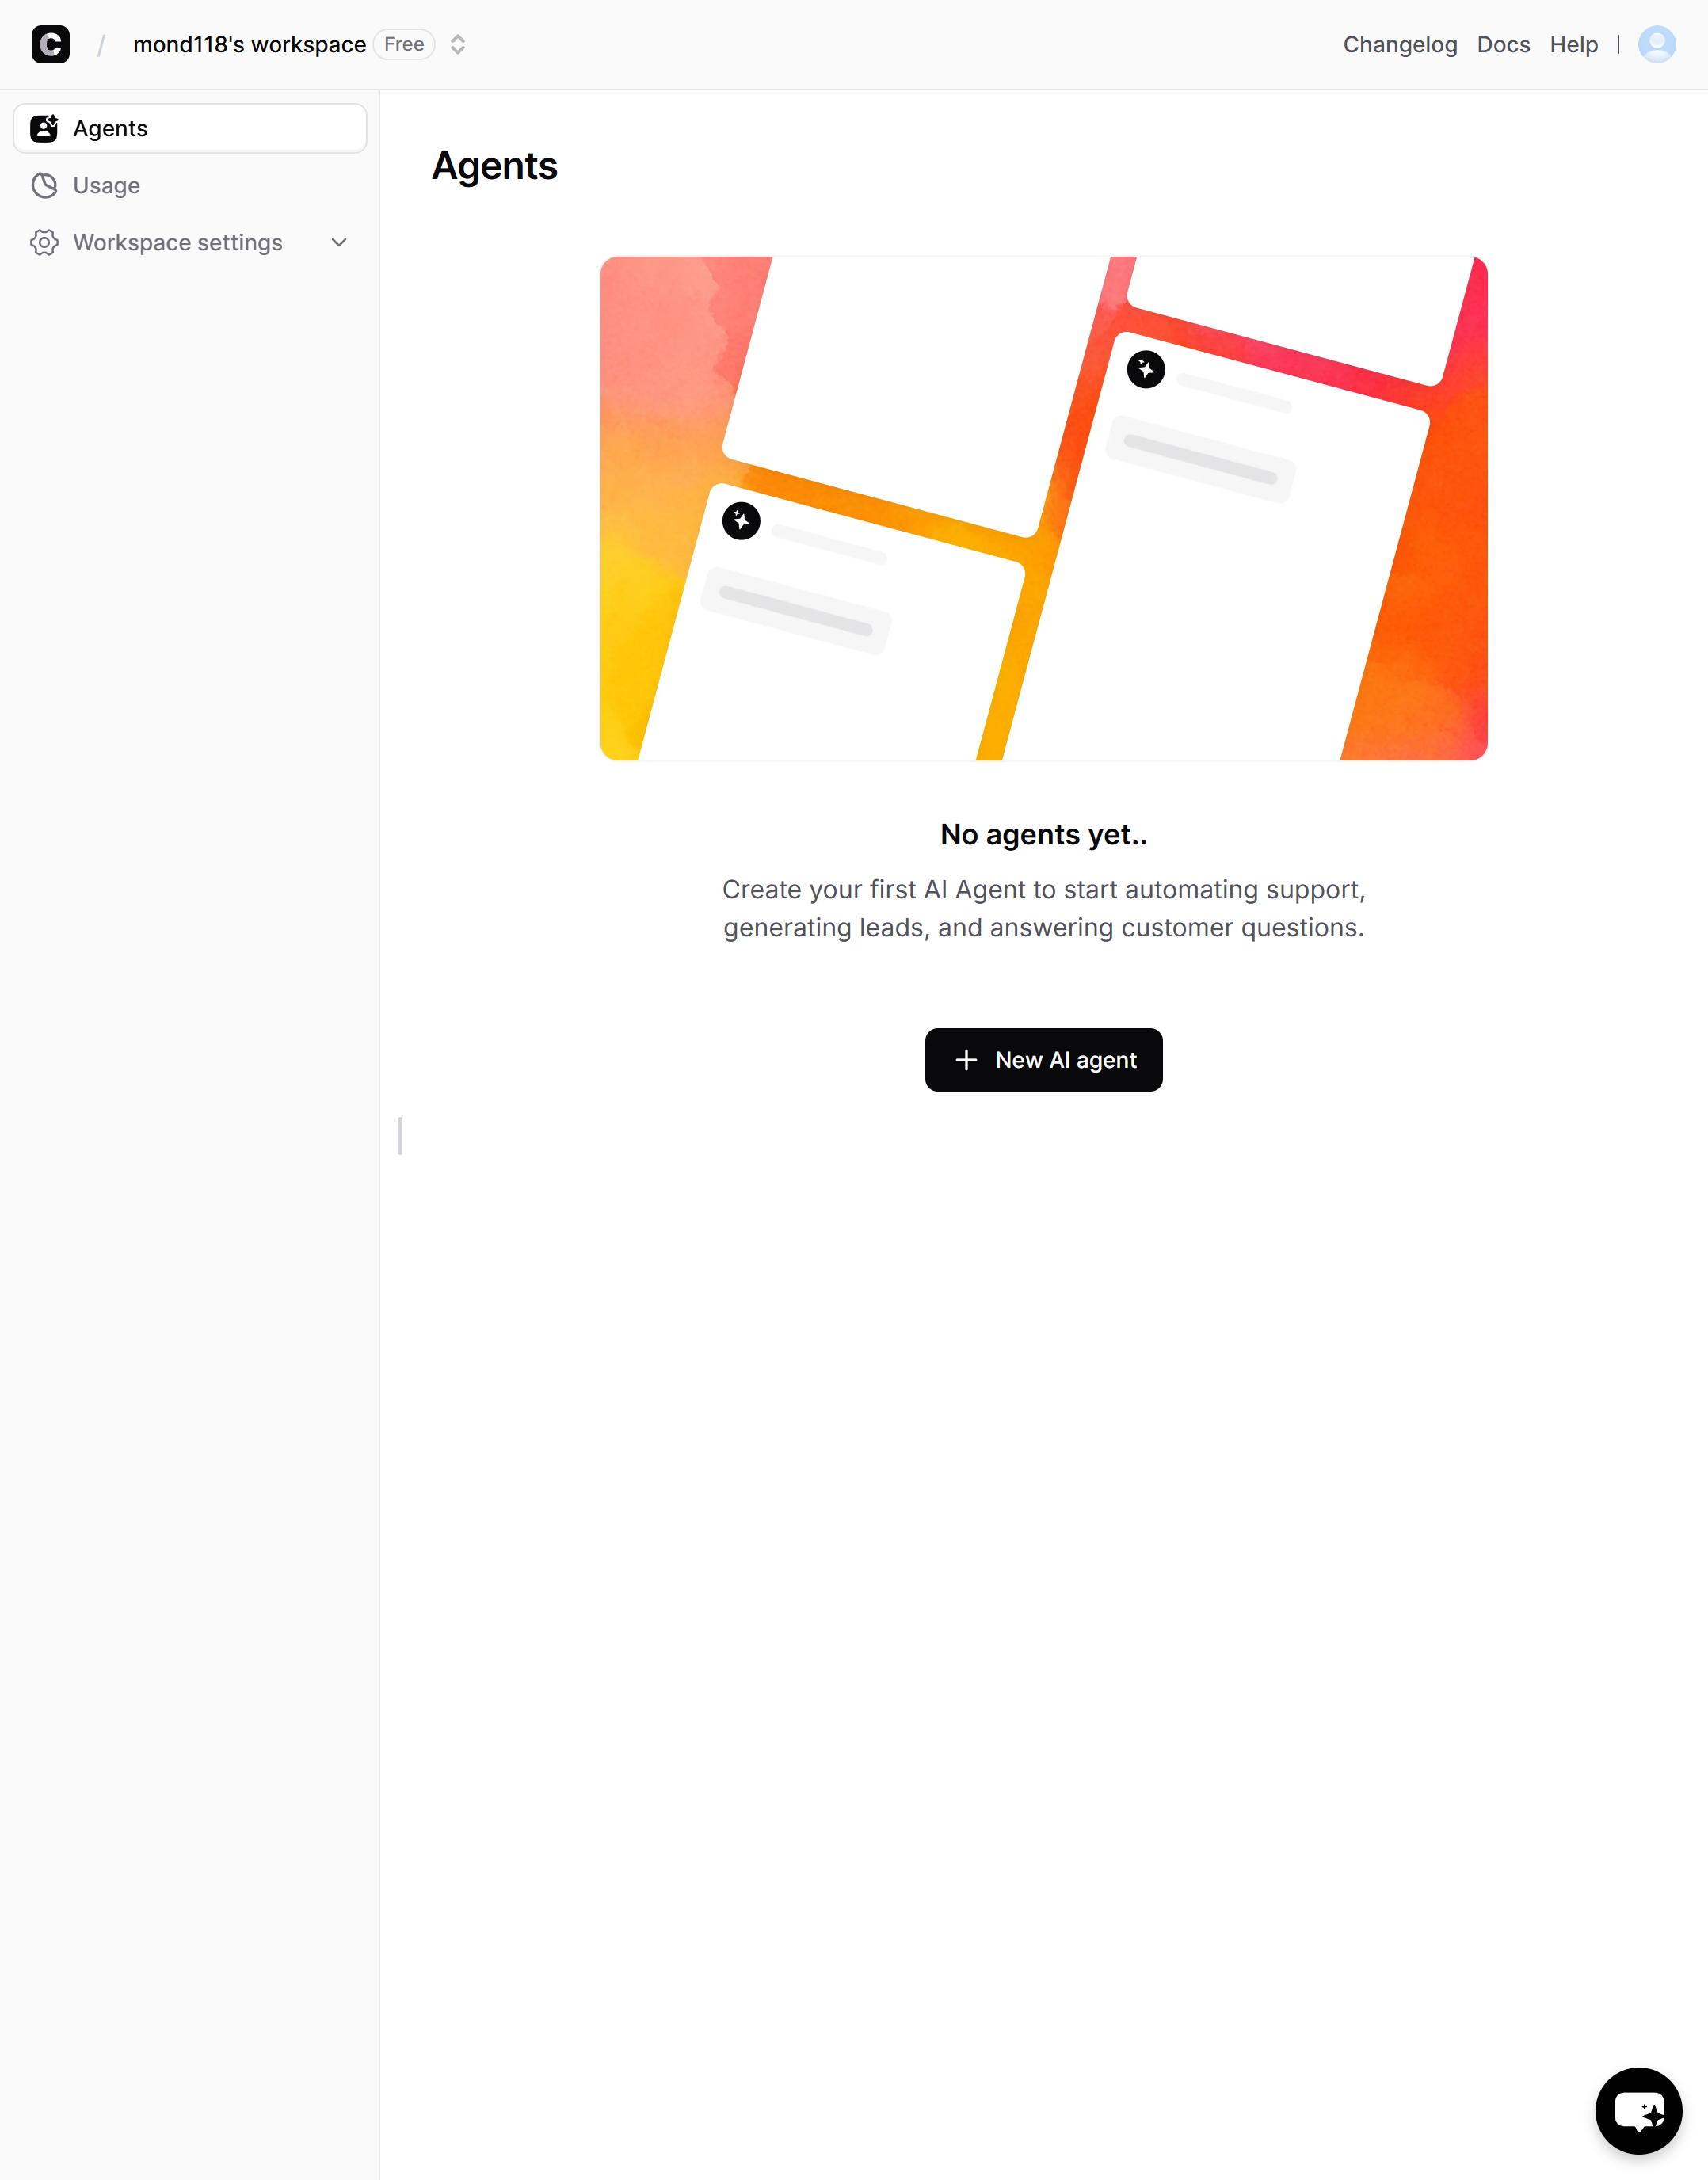 C / mond118's workspace Free
Changelog Docs Help
Agents
Usage
Workspace settings
Agents
No agents yet..
Create your first AI Agent to start automating support,
generating leads, and answering customer questions.
New AI agent